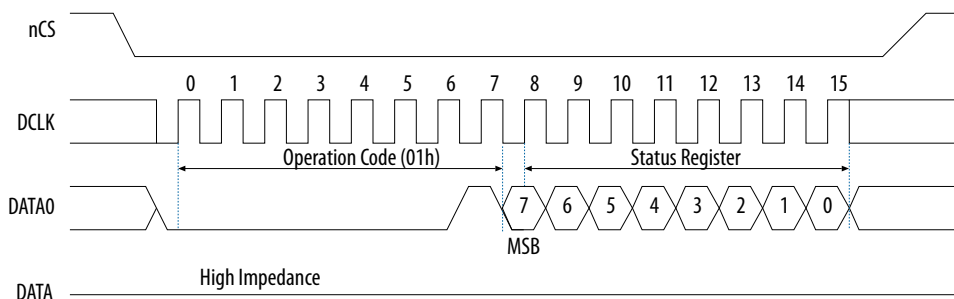 nCS
0 1 2 3 4 5 6 7 8 9 10 11 12 13 14 15
DCLK
Operation Code (01h) Status Register
DATA0 7 6 5 4 3 2 1 0
MSB
High Impedance
DATA